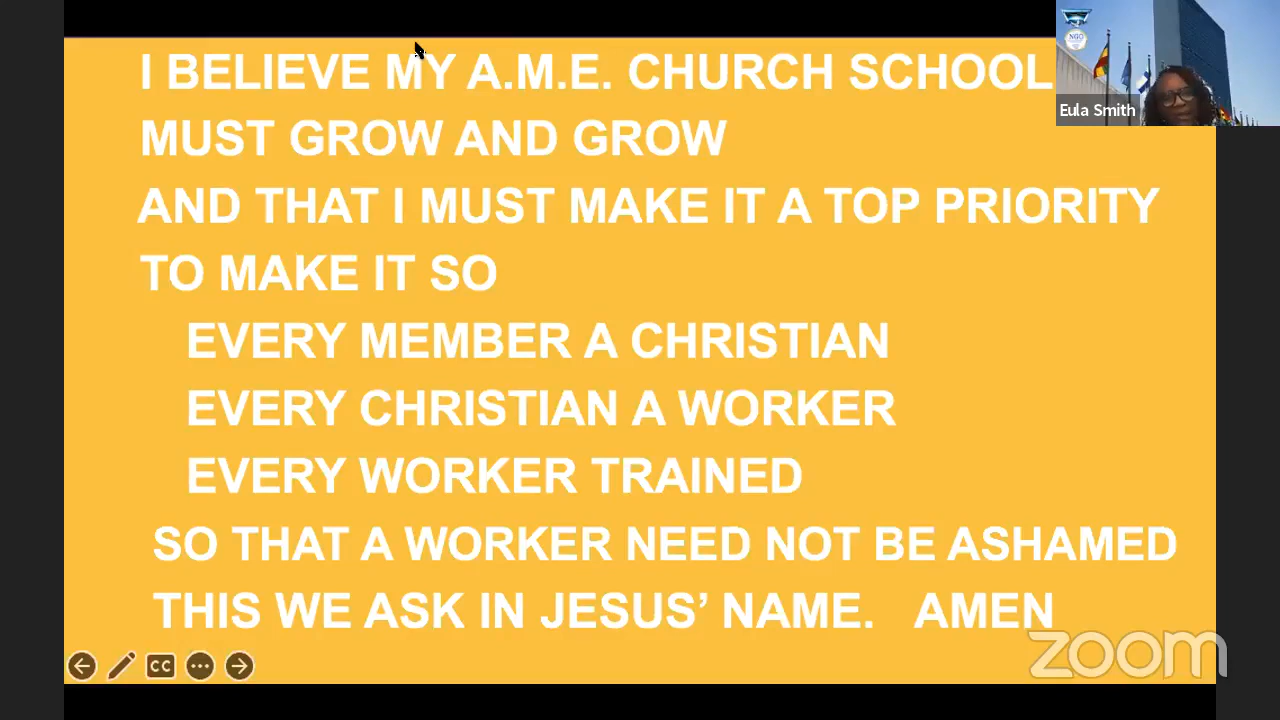 I BELIEVE MY A.M.E. CHURCH SCHOOL
MUST GROW AND GROW
AND THAT I MUST MAKE IT A TOP PRIORITY
TO MAKE IT SO
EVERY MEMBER A CHRISTIAN
EVERY CHRISTIAN A WORKER
EVERY WORKER TRAINED
SO THAT A WORKER NEED NOT BE ASHAMED
THIS WE ASK IN JESUS’ NAME. AMEN
NGO
Eula Smith
CC
zoom